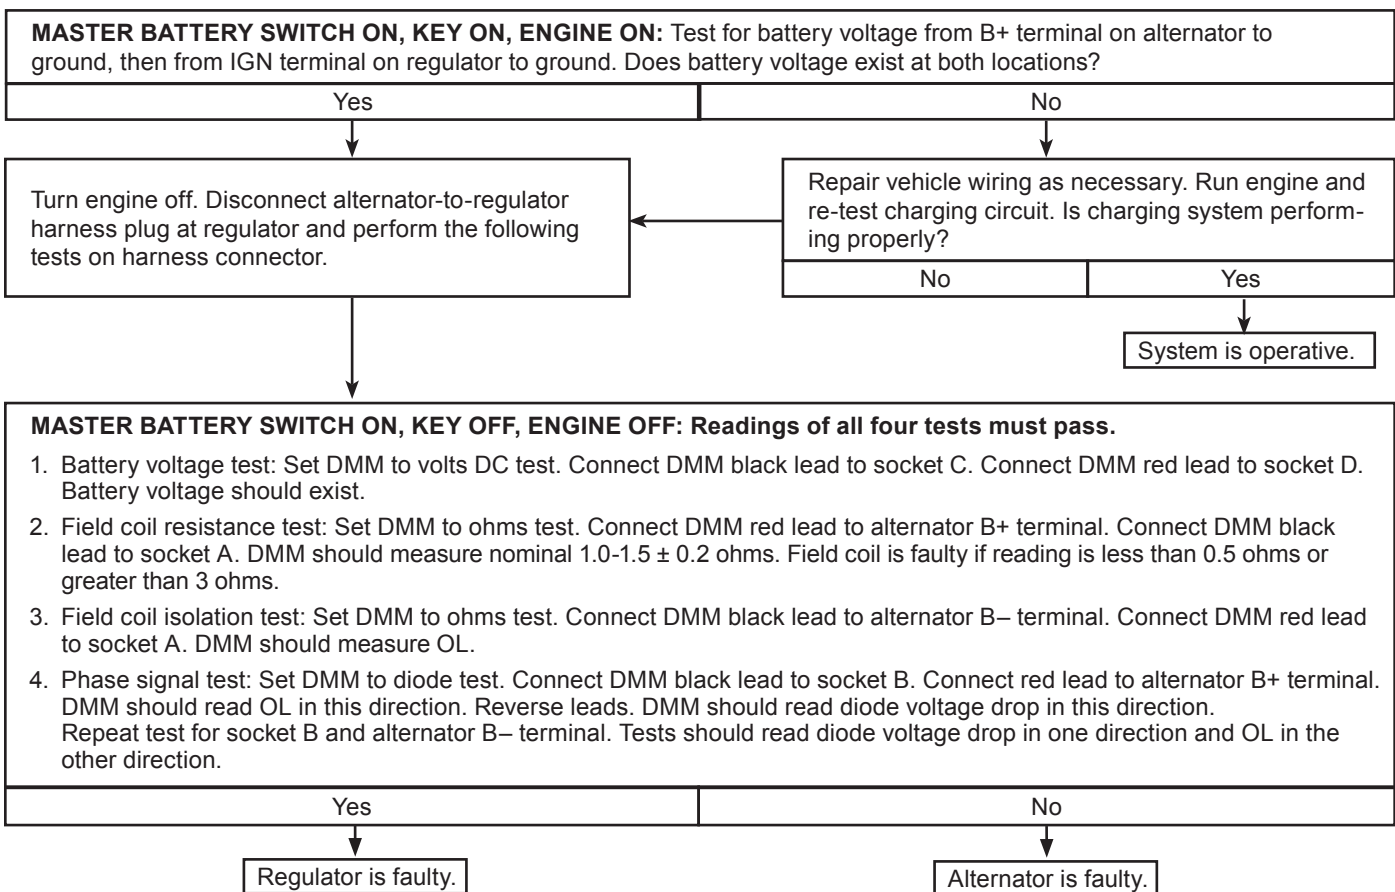 MASTER BATTERY SWITCH ON, KEY ON, ENGINE ON: Test for battery voltage from B+ terminal on alternator to
ground, then from IGN terminal on regulator to ground. Does battery voltage exist at both locations?
Yes
No
Turn engine off. Disconnect alternator-to-regulator
harness plug at regulator and perform the following
tests on harness connector.
Repair vehicle wiring as necessary. Run engine and
re-test charging circuit. Is charging system perform-
ing properly?
No
Yes
System is operative.
MASTER BATTERY SWITCH ON, KEY OFF, ENGINE OFF: Readings of all four tests must pass.
1. Battery voltage test: Set DMM to volts DC test. Connect DMM black lead to socket C. Connect DMM red lead to socket D.
Battery voltage should exist.
2. Field coil resistance test: Set DMM to ohms test. Connect DMM red lead to alternator B+ terminal. Connect DMM black
lead to socket A. DMM should measure nominal 1.0-1.5 ± 0.2 ohms. Field coil is faulty if reading is less than 0.5 ohms or
greater than 3 ohms.
3. Field coil isolation test: Set DMM to ohms test. Connect DMM black lead to alternator B– terminal. Connect DMM red lead
to socket A. DMM should measure OL.
4. Phase signal test: Set DMM to diode test. Connect DMM black lead to socket B. Connect red lead to alternator B+ terminal.
DMM should read OL in this direction. Reverse leads. DMM should read diode voltage drop in this direction.
Repeat test for socket B and alternator B– terminal. Tests should read diode voltage drop in one direction and OL in the
other direction.
Yes
No
Regulator is faulty.
Alternator is faulty.